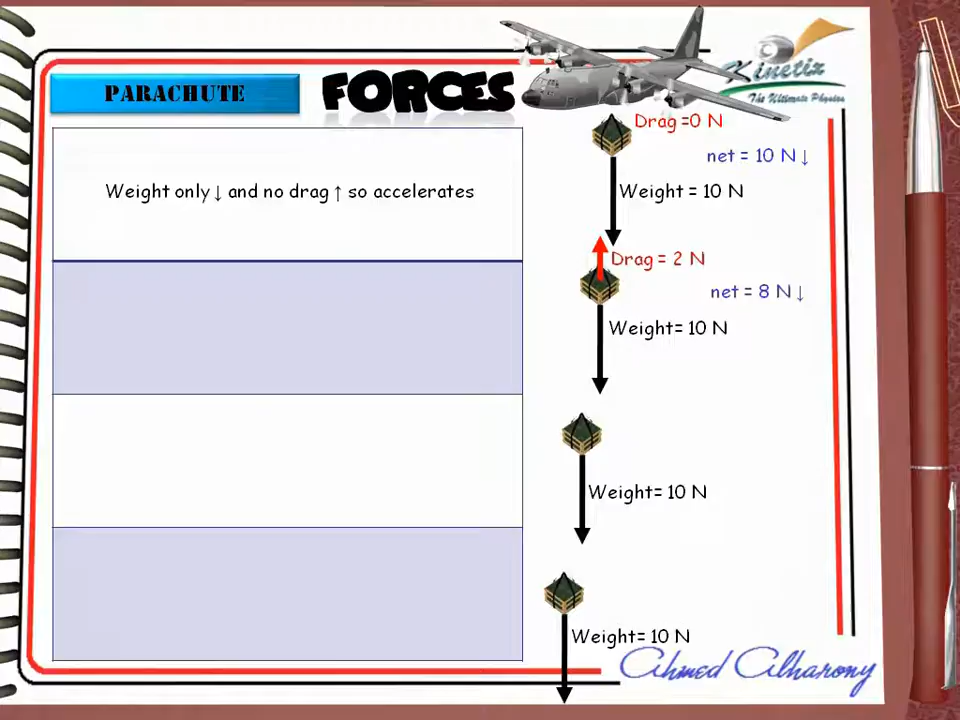 PARACHUTE
FORCES
Kinetix
The Ultimate Physics
Drag =0 N
net = 10 N ↓
Weight only ↓ and no drag ↑ so accelerates
Weight = 10 N
Drag = 2 N
net = 8 N ↓
Weight= 10 N
Weight= 10 N
Weight= 10 N
Ahmed Alharony